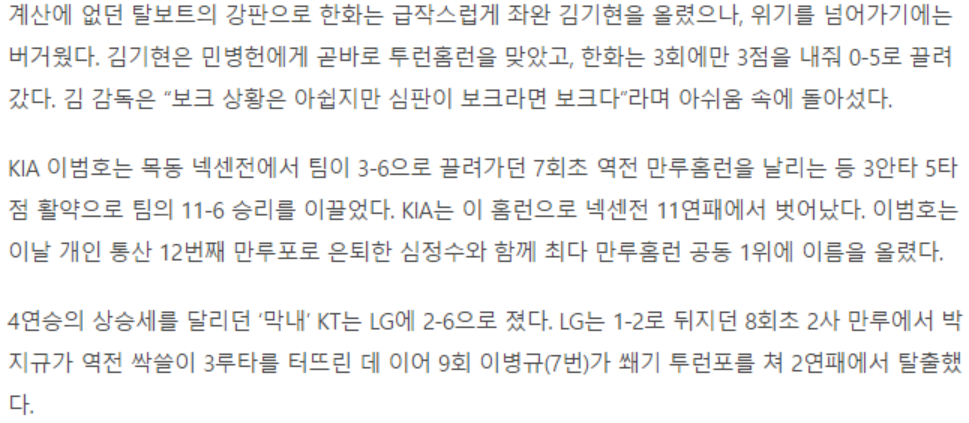 계산에 없던 탈보트의 강판으로 한화는 급작스럽게 좌완 김기현을 올렸으나, 위기를 넘어가기에는
버거웠다. 김기현은 민병헌에게 곧바로 투런홈런을 맞았고, 한화는 3회에만 3점을 내줘 0-5로 끌려
갔다. 김 감독은 “보크 상황은 아쉽지만 심판이 보크라면 보크다”라며 아쉬움 속에 돌아섰다.
KIA 이범호는 목동 넥센전에서 팀이 3-6으로 끌려가던 7회초 역전 만루홈런을 날리는 등 3안타 5타
점 활약으로 팀의 11-6 승리를 이끌었다. KIA는 이 홈런으로 넥센전 11연패에서 벗어났다. 이범호는
이날 개인 통산 12번째 만루포로 은퇴한 심정수와 함께 최다 만루홈런 공동 1위에 이름을 올렸다.
4연승의 상승세를 달리던 ‘막내’ KT는 LG에 2-6으로 졌다. LG는 1-2로 뒤지던 8회초 2사 만루에서 박
지규가 역전 싹쓸이 3루타를 터뜨린 데 이어 9회 이병규(7번)가 쐐기 투런포를 쳐 2연패에서 탈출했
다.